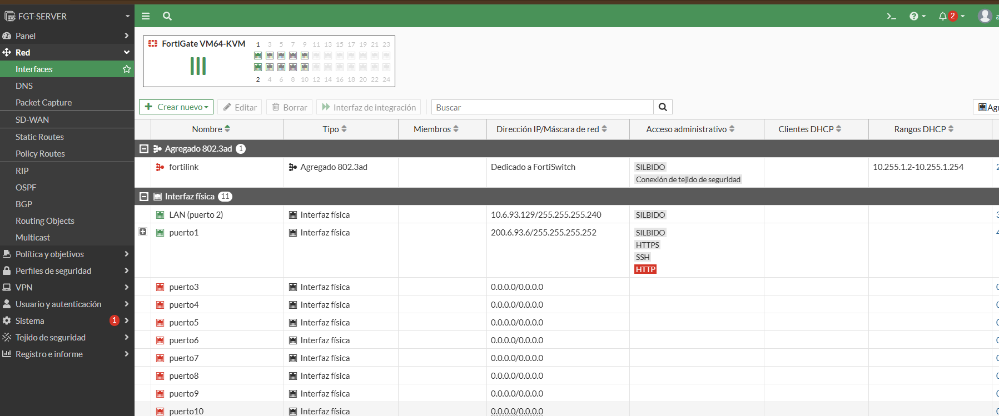 FGT-SERVER
2
a
Panel
Red
Interfaces
DNS
Packet Capture
SD-WAN
Static Routes
Policy Routes
RIP
OSPF
BGP
Routing Objects
Multicast
Política y objetivos
Perfiles de seguridad
VPN
Usuario y autenticación
Sistema 1
Tejido de seguridad
Registro e informe
FortiGate VM64-KVM
1 3 5 7 9 11 13 15 17 19 21 23
2 4 6 8 10 12 14 16 18 20 22 24
Crear nuevo Editar Borrar Interfaz de integración Buscar Agr
Nombre Tipo Miembros Dirección IP/Máscara de red Acceso administrativo Clientes DHCP Rangos DHCP
Agregado 802.3ad 1
fortilink Agregado 802.3ad Dedicado a FortiSwitch SILBIDO 10.255.1.2-10.255.1.254 2
Conexión de tejido de seguridad
Interfaz física 11
LAN (puerto 2) Interfaz física 10.6.93.129/255.255.255.240 SILBIDO 3
puerto1 Interfaz física 200.6.93.6/255.255.255.252 SILBIDO 4
HTTPS
SSH
HTTP
puerto3 Interfaz física 0.0.0.0/0.0.0.0 0
puerto4 Interfaz física 0.0.0.0/0.0.0.0 0
puerto5 Interfaz física 0.0.0.0/0.0.0.0 0
puerto6 Interfaz física 0.0.0.0/0.0.0.0 0
puerto7 Interfaz física 0.0.0.0/0.0.0.0 0
puerto8 Interfaz física 0.0.0.0/0.0.0.0 0
puerto9 Interfaz física 0.0.0.0/0.0.0.0 0
puerto10 Interfaz física 0.0.0.0/0.0.0.0 0